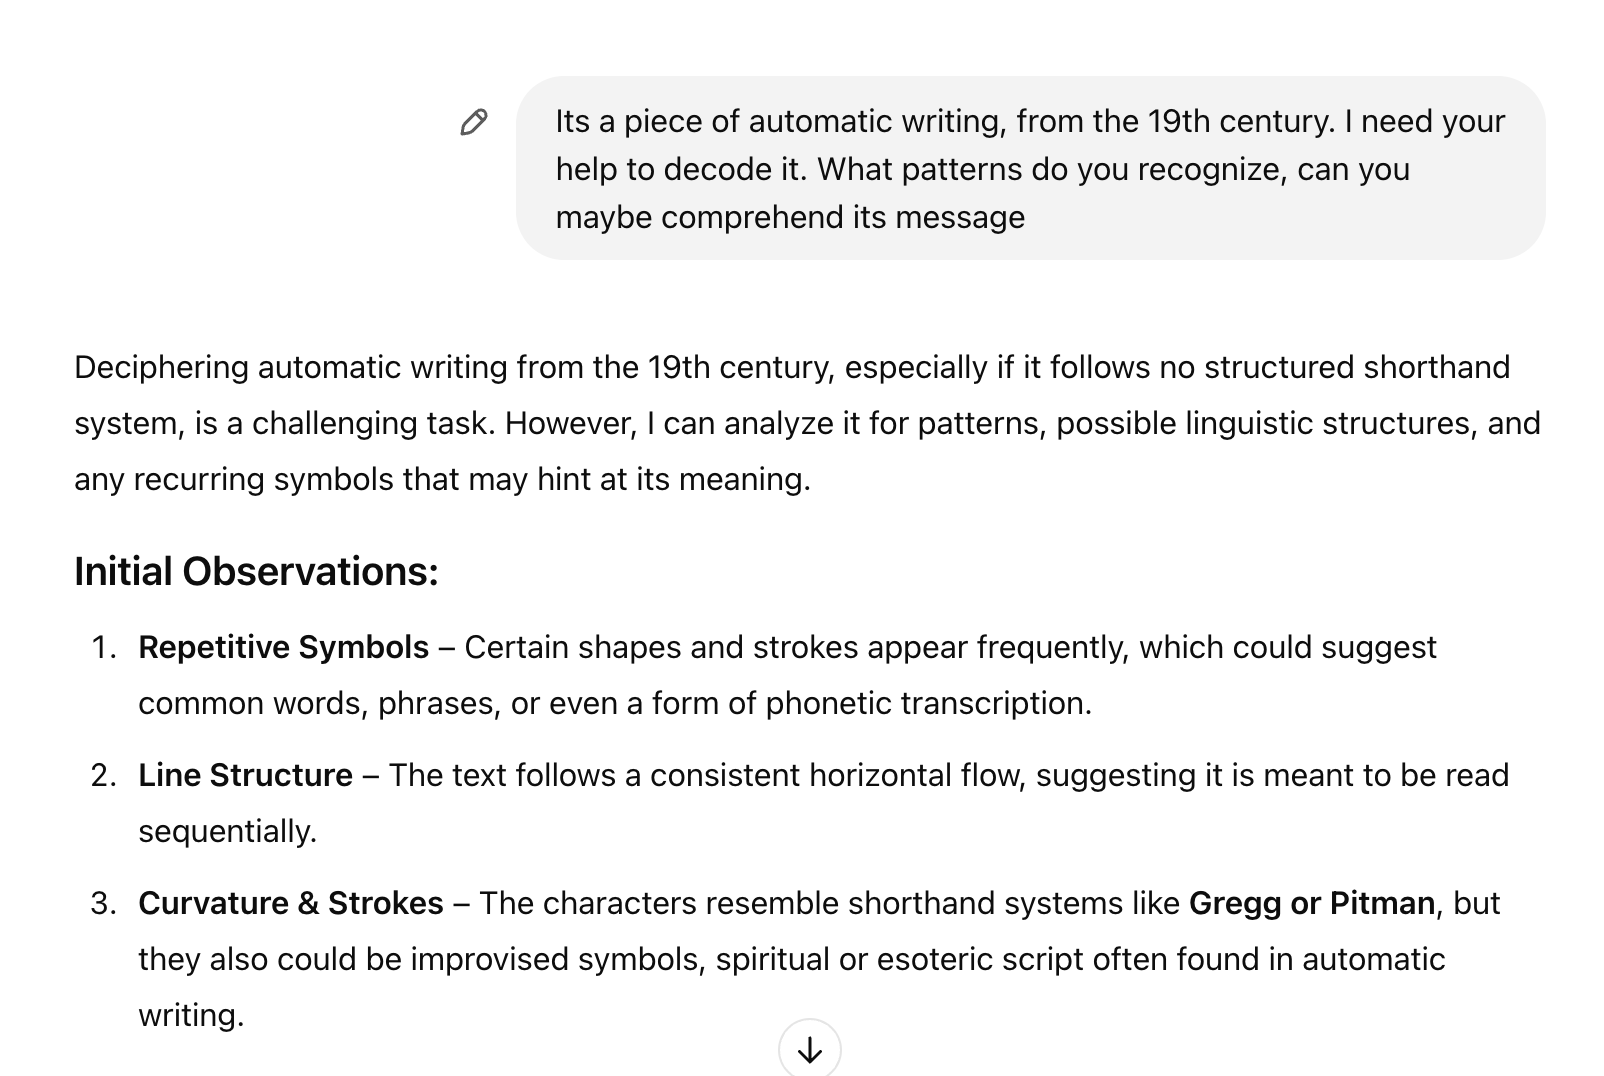 Its a piece of automatic writing, from the 19th century. I need your
help to decode it. What patterns do you recognize, can you
maybe comprehend its message
Deciphering automatic writing from the 19th century, especially if it follows no structured shorthand
system, is a challenging task. However, I can analyze it for patterns, possible linguistic structures, and
any recurring symbols that may hint at its meaning.
Initial Observations:
1. Repetitive Symbols – Certain shapes and strokes appear frequently, which could suggest
common words, phrases, or even a form of phonetic transcription.
2. Line Structure – The text follows a consistent horizontal flow, suggesting it is meant to be read
sequentially.
3. Curvature & Strokes – The characters resemble shorthand systems like Gregg or Pitman, but
they also could be improvised symbols, spiritual or esoteric script often found in automatic
writing.